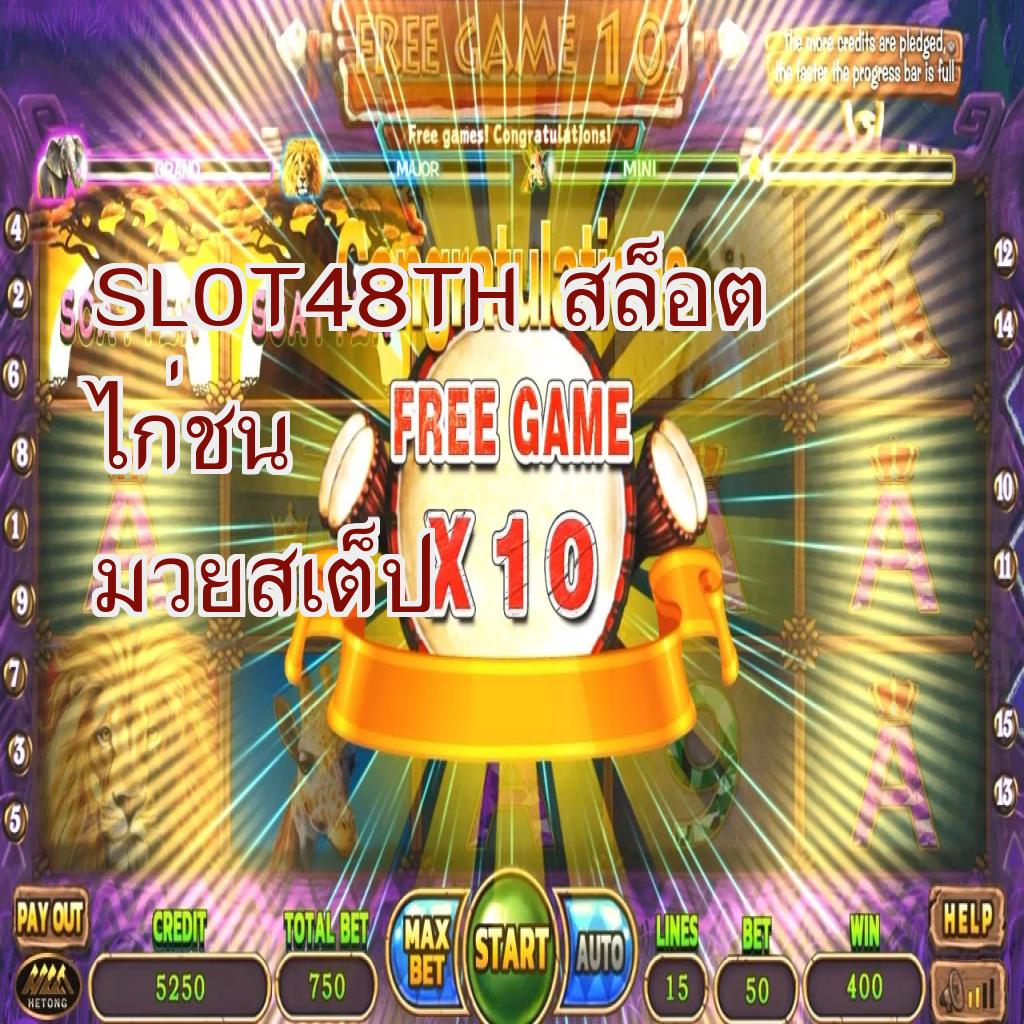 FREE GAME 10
The more credits are pledged,
the faster the progress bar is full
Free games! Congratulations!
GRAND MAJOR MINI
Congratulations
SCATTER SCATTER K
SLOT48TH สล็อต
ไก่ชน
มวยสเต็ป
FREE GAME
X 10
A A A
A A
4
2
6
8
1
9
7
3
5
12
14
10
11
15
13
PAY OUT CREDIT TOTAL BET MAX BET START AUTO LINES BET WIN HELP
HETONG 5250 750 15 50 400